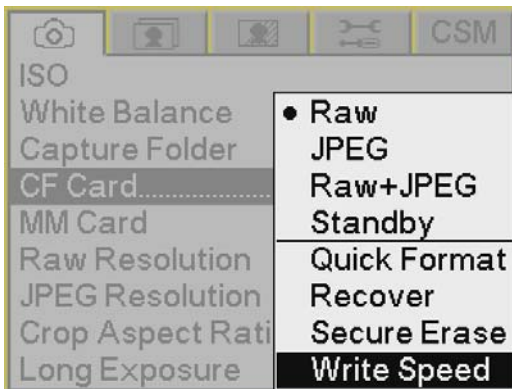 CSM
ISO
White Balance
Capture Folder
CF Card......................
MM Card
Raw Resolution
JPEG Resolution
Crop Aspect Rati
Long Exposure
Raw
JPEG
Raw+JPEG
Standby
Quick Format
Recover
Secure Erase
Write Speed